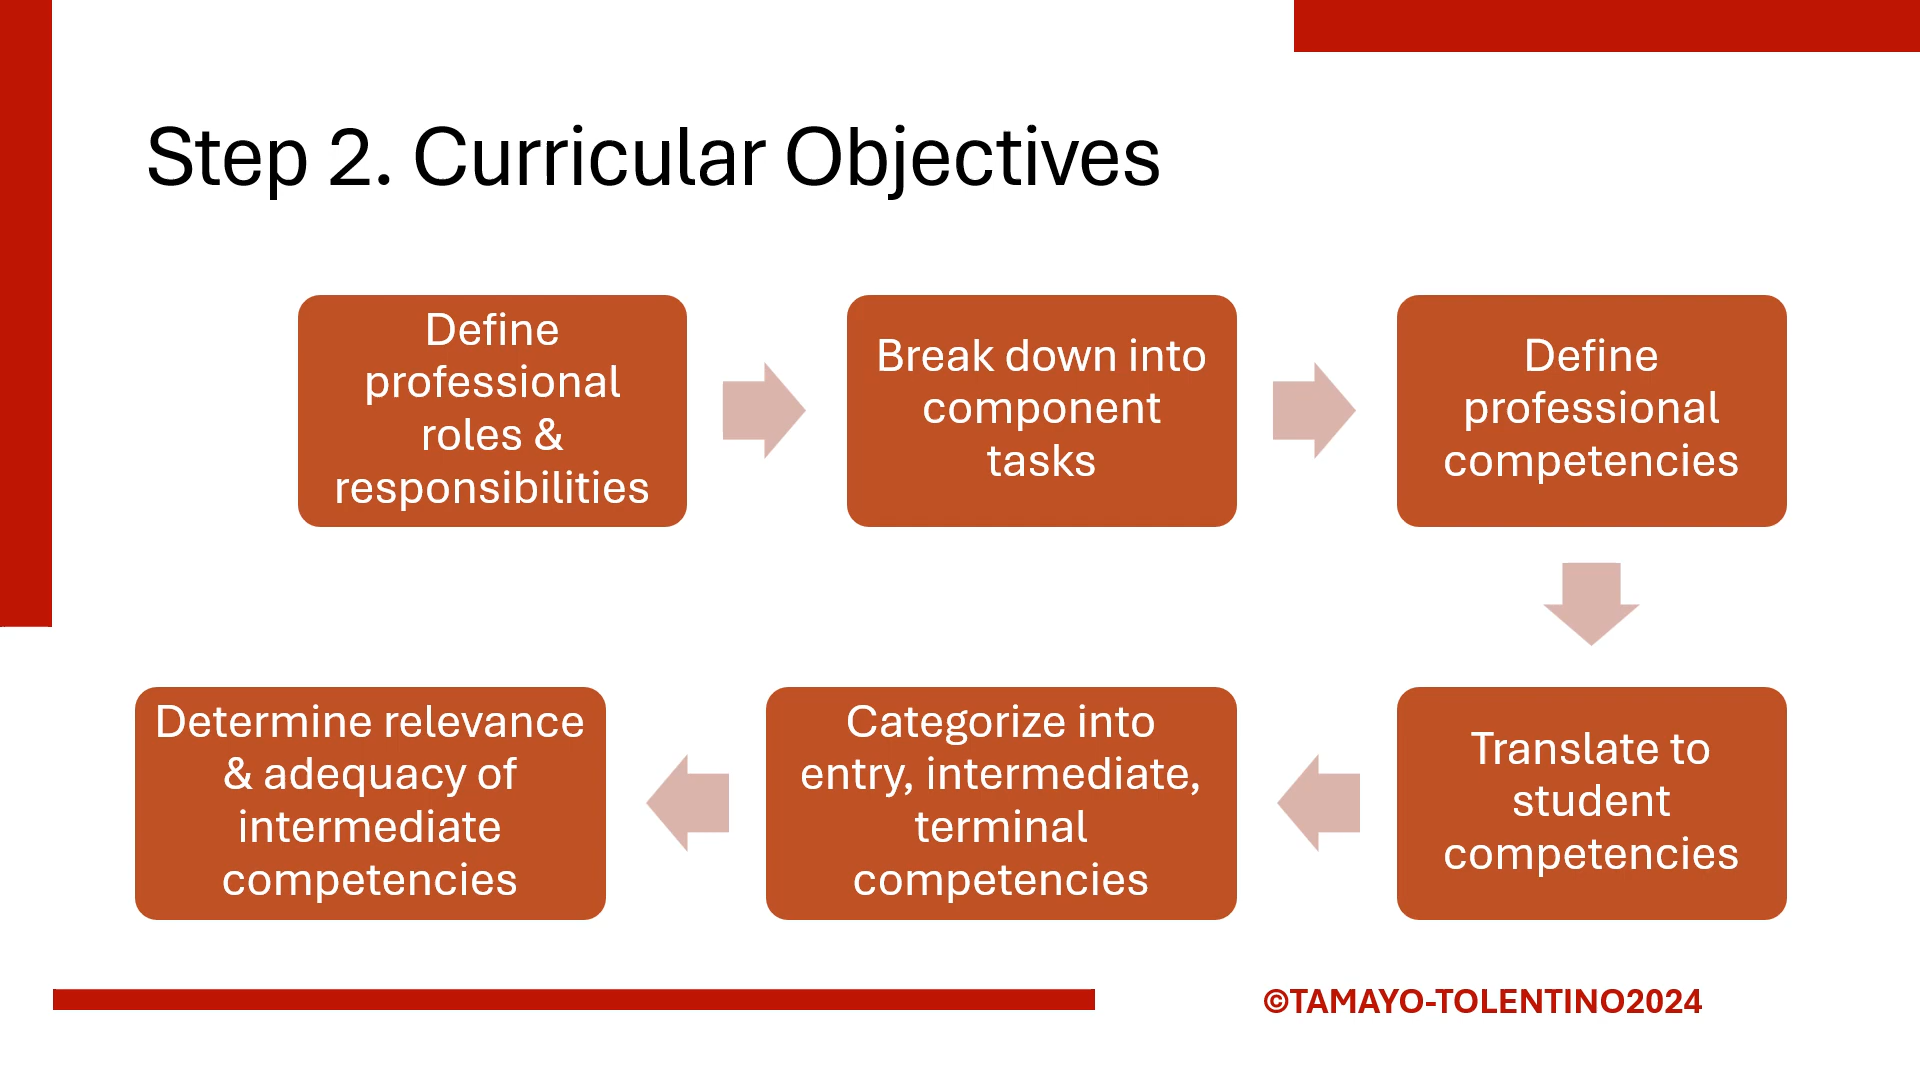 Step 2. Curricular Objectives
Define
professional
roles &
responsibilities
Break down into
component
tasks
Define
professional
competencies
Translate to
student
competencies
Categorize into
entry, intermediate,
terminal
competencies
Determine relevance
& adequacy of
intermediate
competencies
©TAMAYO-TOLENTINO2024